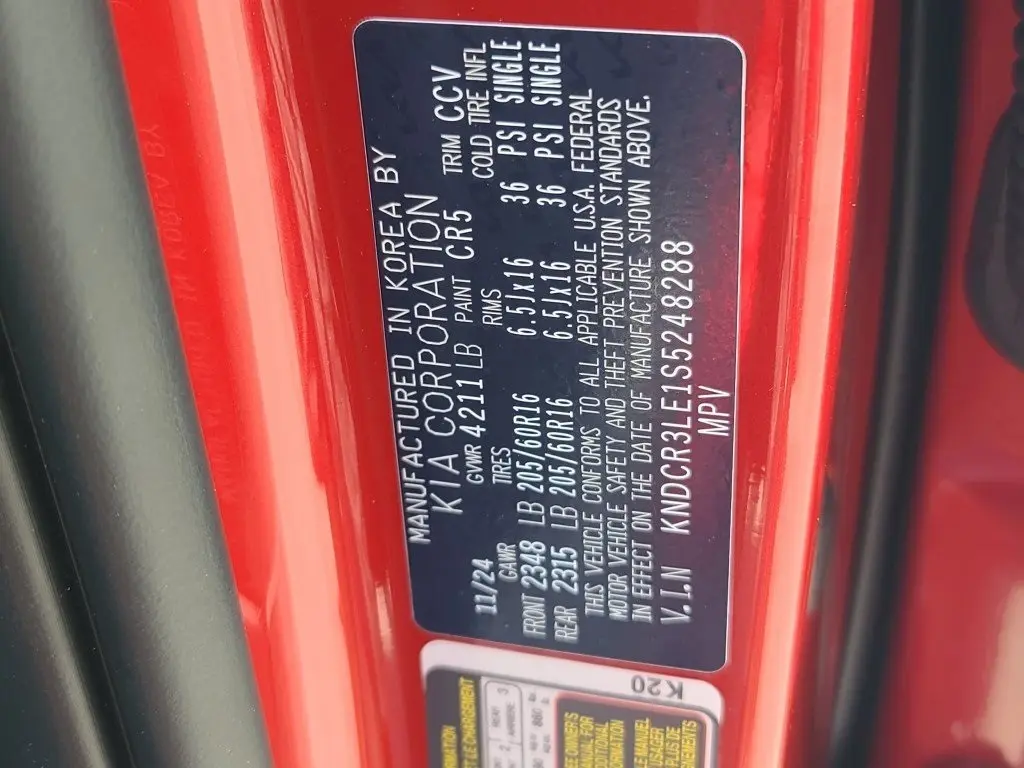 MANUFACTURED IN KOREA BY
KIA CORPORATION
11/24 GVWR 4211 LB PAINT CR5 TRIM CCV
GAWR TIRES RIMS COLD TIRE INFL
FRONT 2348 LB 205/60R16 6.5Jx16 36 PSI SINGLE
REAR 2315 LB 205/60R16 6.5Jx16 36 PSI SINGLE
THIS VEHICLE CONFORMS TO ALL APPLICABLE U.S.A. FEDERAL
MOTOR VEHICLE SAFETY AND THEFT PREVENTION STANDARDS
IN EFFECT ON THE DATE OF MANUFACTURE SHOWN ABOVE.
V.I.N KNDCR3LE1S5248288
MPV
K20